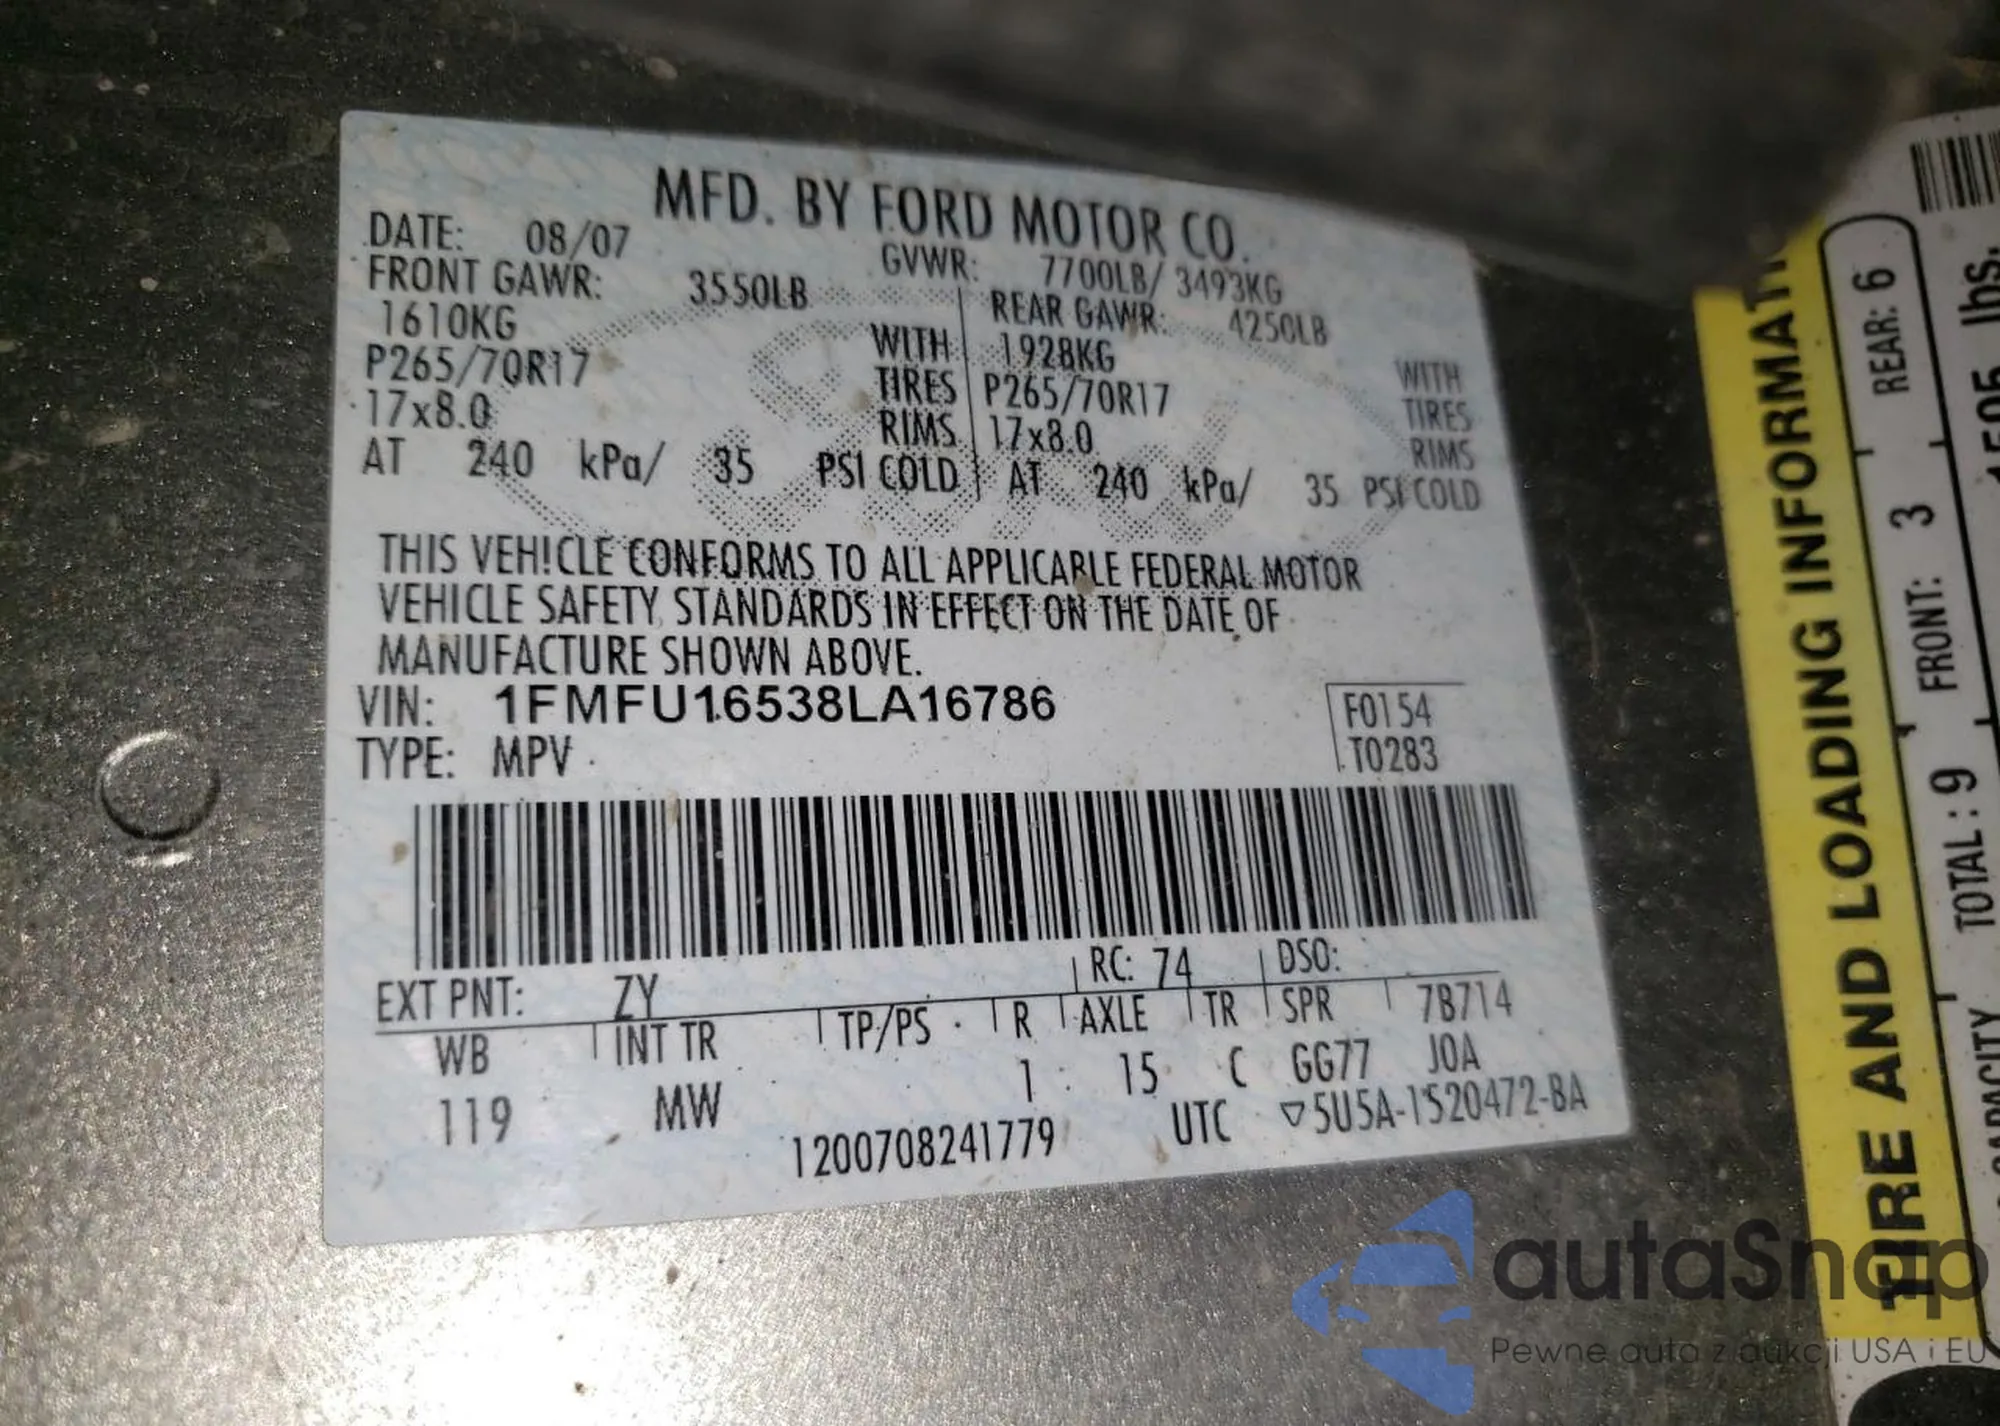 MFD. BY FORD MOTOR CO.
DATE: 08/07
GVWR: 7700LB/ 3493KG
FRONT GAWR: 3550LB
REAR GAWR: 4250LB
1610KG WITH
1928KG WITH
P265/70R17 TIRES
P265/70R17 TIRES
17x8.0 RIMS
17x8.0 RIMS
AT 240 kPa/ 35 PSI COLD
AT 240 kPa/ 35 PSI COLD
THIS VEHICLE CONFORMS TO ALL APPLICABLE FEDERAL MOTOR
VEHICLE SAFETY STANDARDS IN EFFECT ON THE DATE OF
MANUFACTURE SHOWN ABOVE.
VIN: 1FMFU16538LA16786
F0154
TYPE: MPV
T0283
EXT PNT: ZY RC: 74 DSO:
WB INT TR TP/PS R AXLE TR SPR 7B714
119 MW 1 15 C GG77 JOA
1200708241779 UTC ▽5U5A-1520472-BA
TIRE AND LOADING INFORMATI
TOTAL : 9 FRONT: 3 REAR: 6
CAPACITY lbs.
autaSnap
Pewne auta z aukcji USA i EU